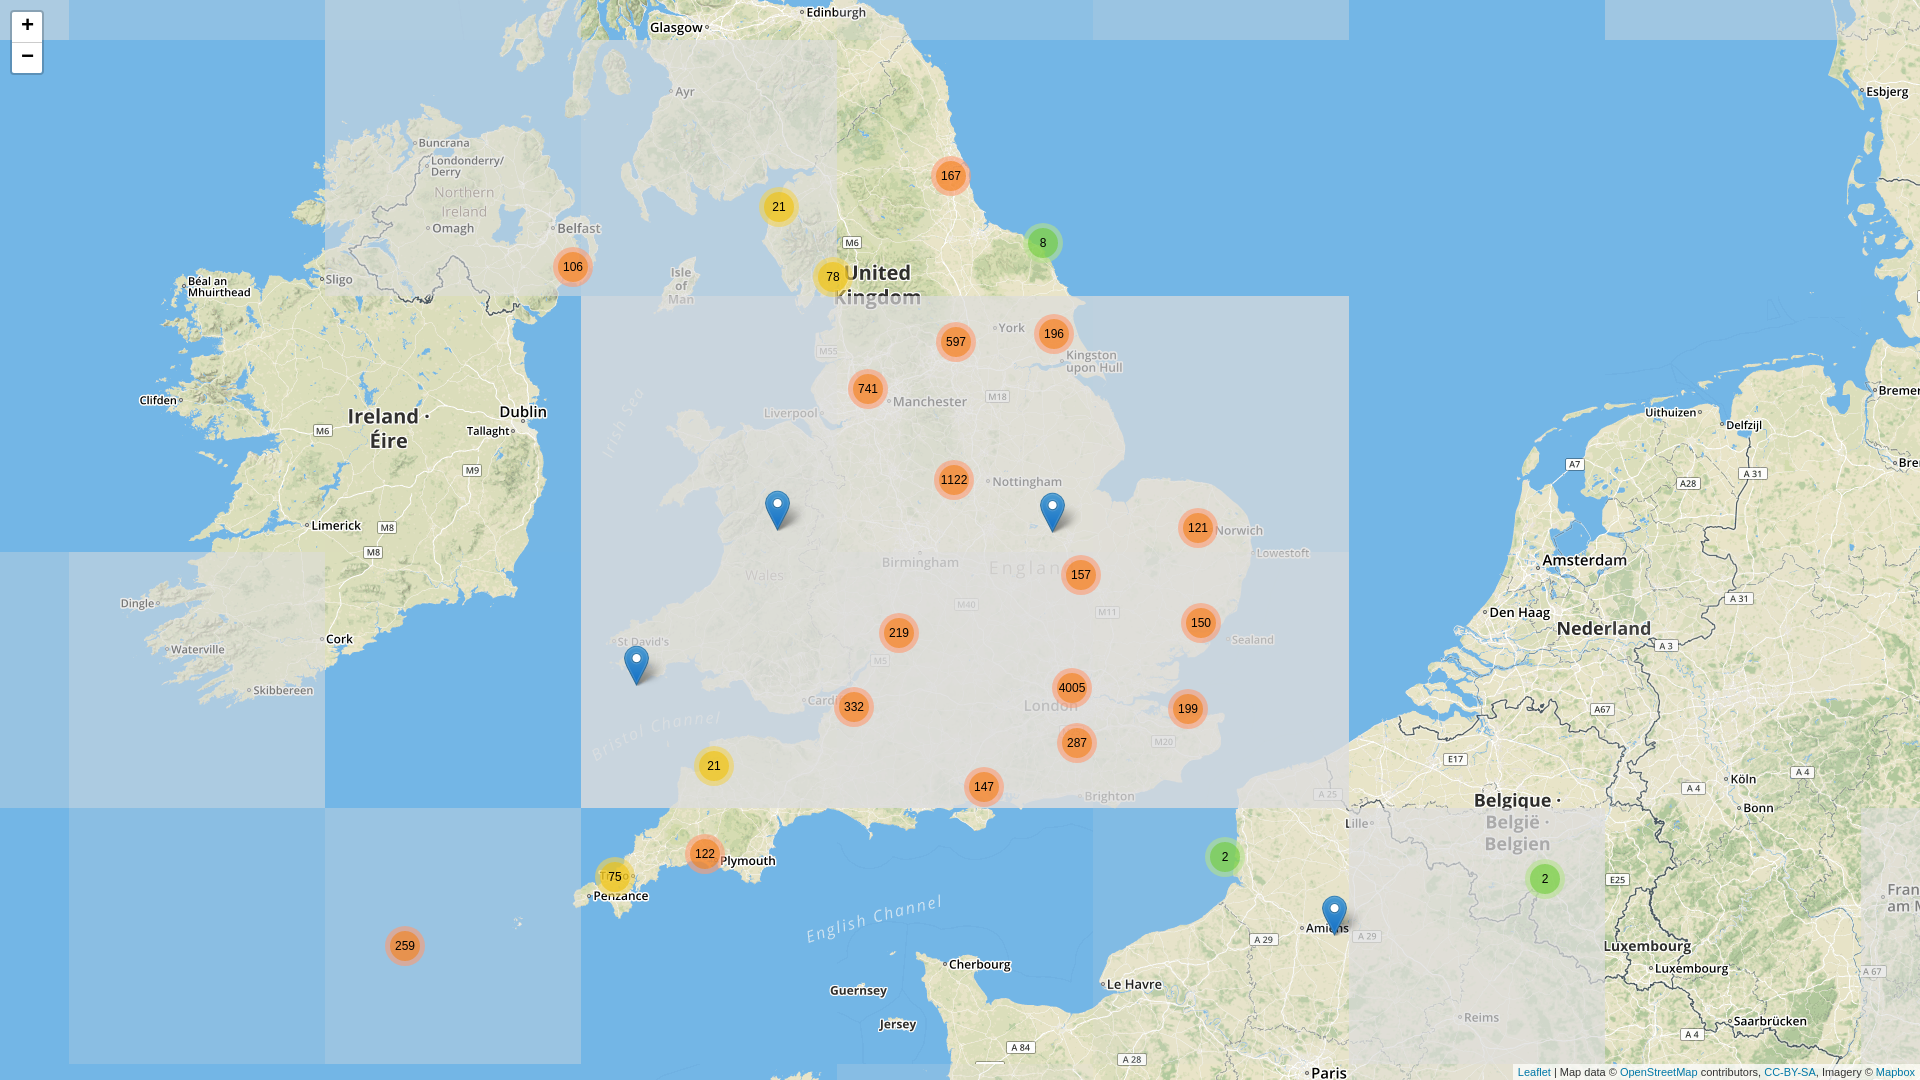 +
−
Edinburgh
Glasgow
Ayr
Esbjerg
Buncrana
Londonderry/
Derry
167
Northern
Ireland
21
Omagh
Belfast
M6
8
106
United
Kingdom
78
Isle
of
Man
Sligo
Béal an
Mhuirthead
York
196
597
M55
Kingston
upon Hull
741
Manchester
M18
Clifden
Liverpool
Irish Sea
Bremer
Ireland ·
Éire
Dublin
Tallaght
M6
Uithuizen
Delfzijl
M9
A7
A 31
A28
Bre
1122
Nottingham
Limerick
M8
121
Norwich
M8
Lowestoft
Birmingham
Englan
157
Wales
Amsterdam
Dingle
M40
M11
A 31
Den Haag
219
150
Nederland
Cork
St David's
Sealand
A 3
Waterville
M5
Skibbereen
4005
Cardi
332
London
199
A67
Bristol Channel
287
M20
E17
21
147
Brighton
A 25
Köln
A 4
A 4
Bonn
Belgique ·
België ·
Belgien
Lille
122
Plymouth
2
75
Penzance
2
E25
Fran
am M
English Channel
Amiens
A 29
A 29
259
Luxembourg
Luxembourg
Cherbourg
A 67
Le Havre
Guernsey
Reims
Jersey
Saarbrücken
A 84
A 28
A 4
Paris
Leaflet | Map data © OpenStreetMap contributors, CC-BY-SA, Imagery © Mapbox